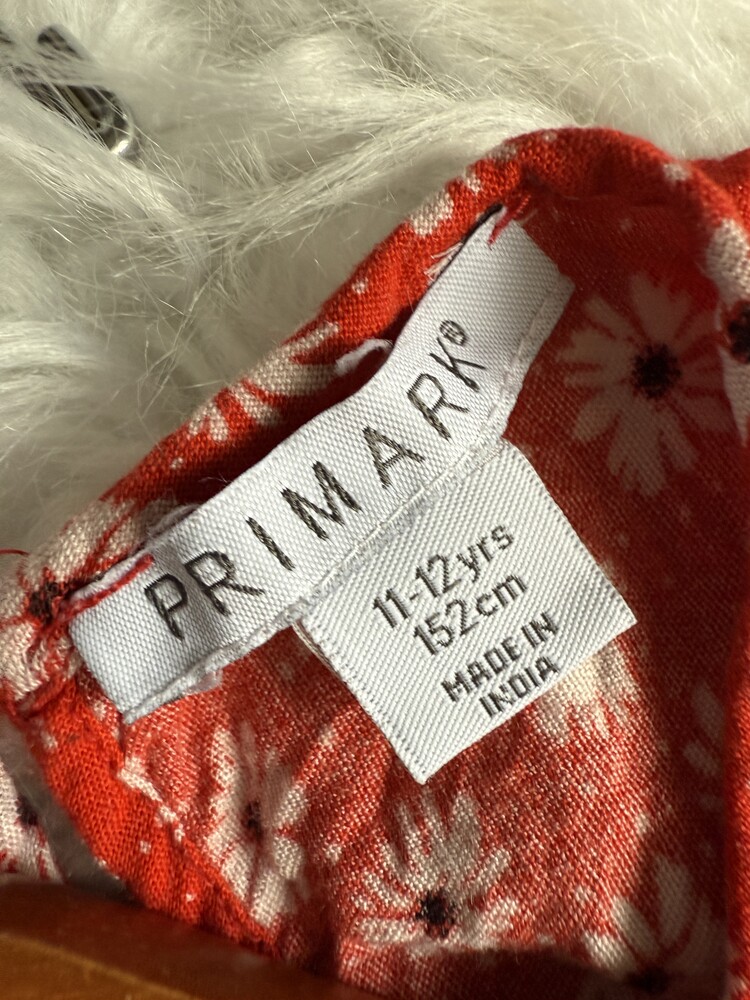 PRIMARK®
11-12yrs
152cm
MADE IN
INDIA